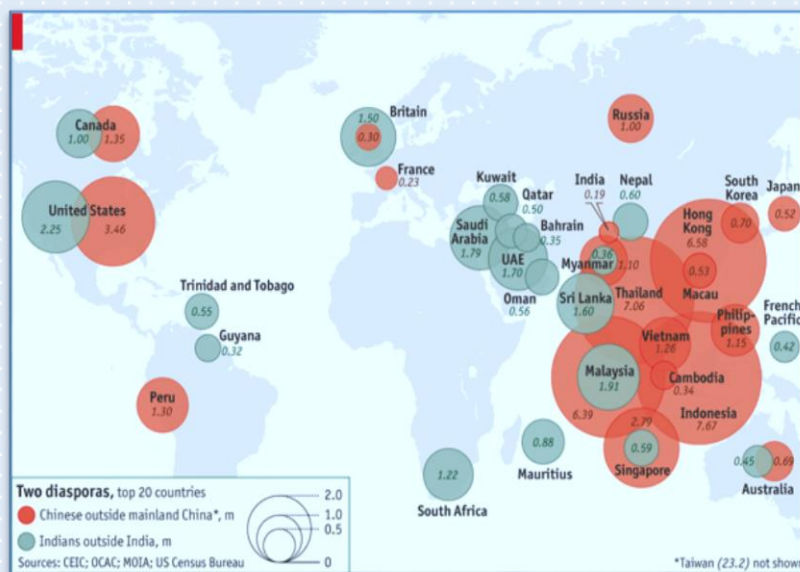 Canada
1.00
1.35
United States
2.25
3.46
Trinidad and Tobago
0.55
Guyana
0.32
Peru
1.30
1.50
Britain
0.30
France
0.23
Russia
1.00
Kuwait
0.58
Qatar
0.50
Saudi
Arabia
1.79
Bahrain
0.35
UAE
1.70
Oman
0.56
India
0.19
Nepal
0.60
South
Korea
0.70
Japan
0.52
Hong
Kong
6.58
0.36
Myanmar
1.10
0.53
Macau
Sri Lanka
1.60
Thailand
7.06
Philip-
pines
1.15
French
Pacific
0.42
Vietnam
1.26
Malaysia
1.91
6.39
Cambodia
0.34
Indonesia
7.67
2.79
0.59
Singapore
0.88
Mauritius
1.22
South Africa
0.45
0.69
Australia
Two diasporas, top 20 countries
Chinese outside mainland China*, m
Indians outside India, m
2.0
1.0
0.5
0
Sources: CEIC; OCAC; MOIA; US Census Bureau
*Taiwan (23.2) not shown